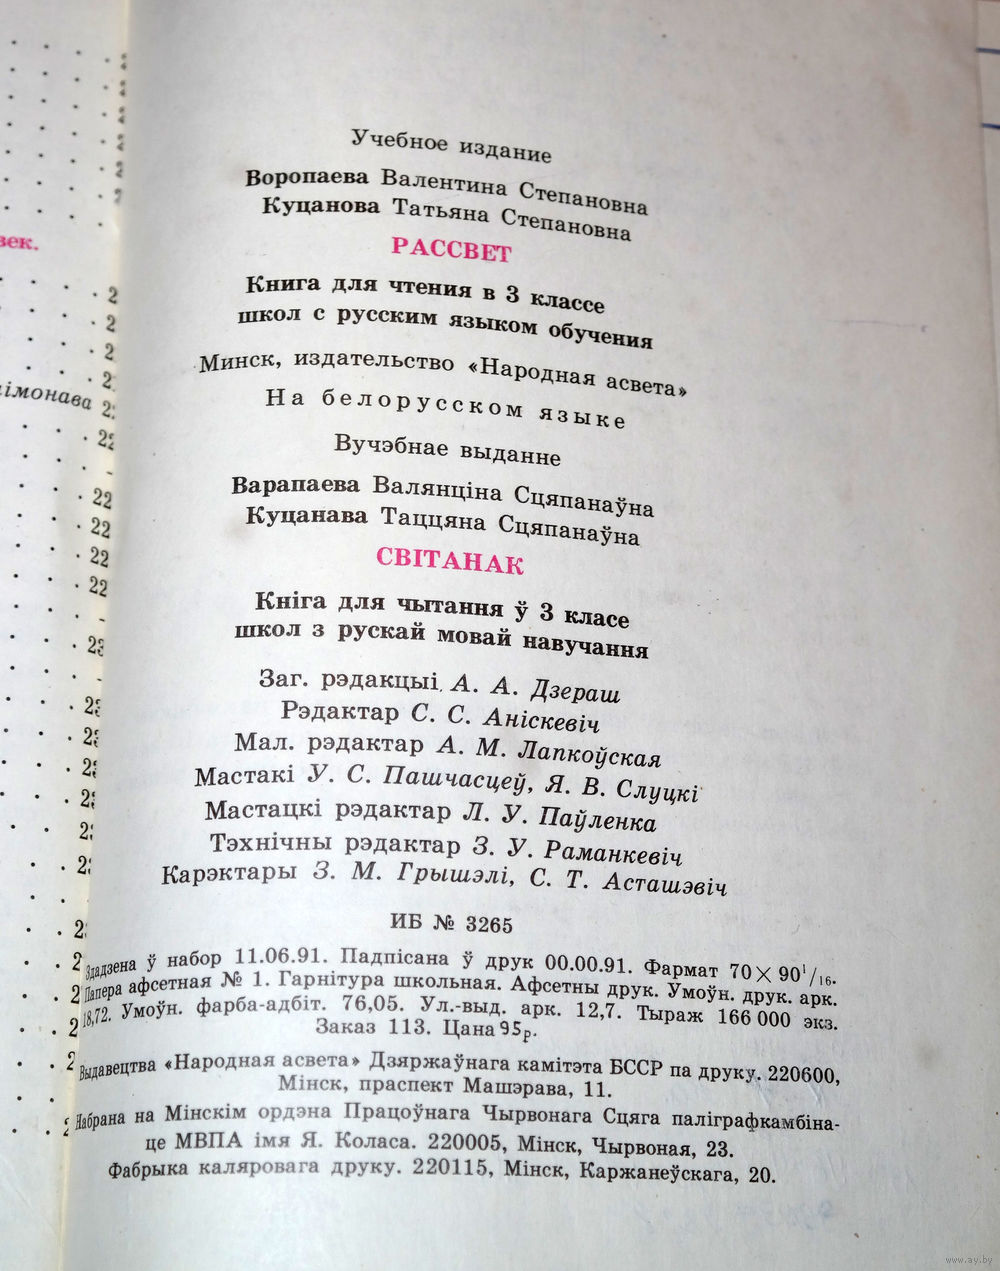 век.
імонава
Учебное издание
Воропаева Валентина Степановна
Куцанова Татьяна Степановна
РАССВЕТ
Книга для чтения в 3 классе
школ с русским языком обучения
Минск, издательство «Народная асвета»
На белорусском языке
Вучэбнае выданне
Варапаева Валянціна Сцяпанаўна
Куцанава Таццяна Сцяпанаўна
СВІТАНАК
Кніга для чытання ў 3 класе
школ з рускай мовай навучання
Заг. рэдакцыі А. А. Дзераш
Рэдактар С. С. Аніскевіч
Мал. рэдактар А. М. Лапкоўская
Мастакі У. С. Пашчасцеў, Я. В. Слуцкі
Мастацкі рэдактар Л. У. Паўленка
Тэхнічны рэдактар З. У. Раманкевіч
Карэктары З. М. Грышэлі, С. Т. Асташэвіч
ИБ № 3265
Здадзена ў набор 11.06.91. Падпісана ў друк 00.00.91. Фармат 70×90¹/₁₆.
Папера афсетная № 1. Гарнітура школьная. Афсетны друк. Умоўн. друк. арк.
18,72. Умоўн. фарба-адбіт. 76,05. Ул.-выд. арк. 12,7. Тыраж 166 000 экз.
Заказ 113. Цана 95 р.
Выдавецтва «Народная асвета» Дзяржаўнага камітэта БССР па друку. 220600,
Мінск, праспект Машэрава, 11.
Набрана на Мінскім ордэна Працоўнага Чырвонага Сцяга паліграфкамбіна-
це МВПА імя Я. Коласа. 220005, Мінск, Чырвоная, 23.
Фабрыка каляровага друку. 220115, Мінск, Каржанеўскага, 20.
www.ay.by